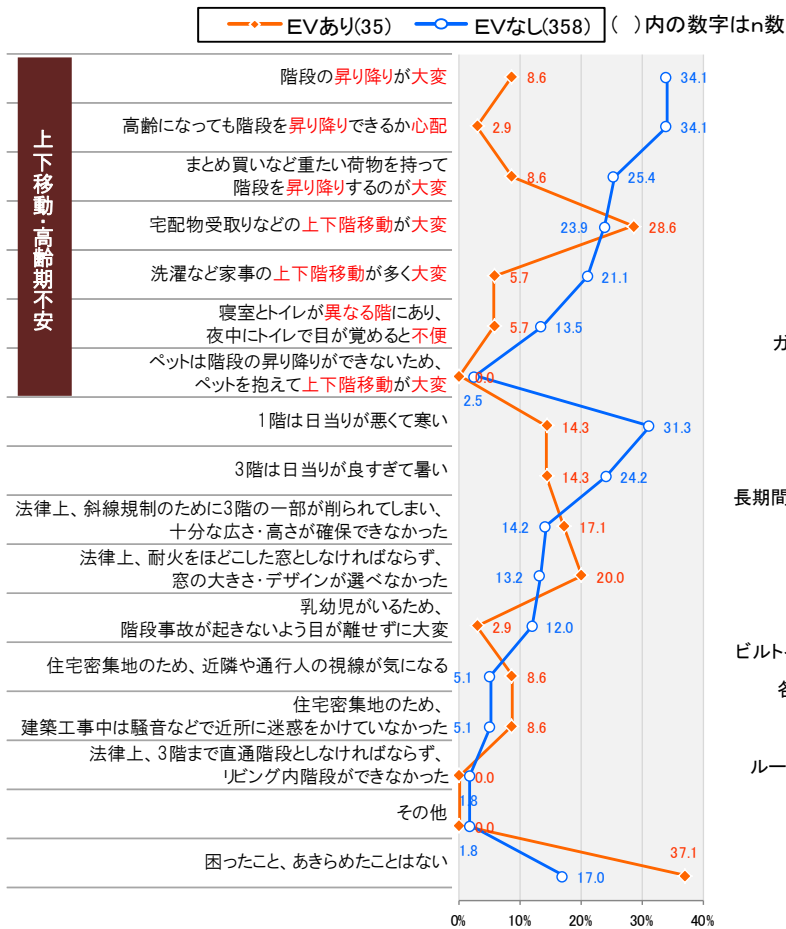 EVあり(35) EVなし(358) ( )内の数字はn数
上下移動・高齢期不安
階段の昇り降りが大変 8.6 34.1
高齢になっても階段を昇り降りできるか心配 2.9 34.1
まとめ買いなど重たい荷物を持って
階段を昇り降りするのが大変 8.6 25.4
宅配物受取りなどの上下階移動が大変 23.9 28.6
洗濯など家事の上下階移動が多く大変 5.7 21.1
寝室とトイレが異なる階にあり、
夜中にトイレで目が覚めると不便 5.7 13.5
ペットは階段の昇り降りができないため、
ペットを抱えて上下階移動が大変 0.0 2.5
1階は日当りが悪くて寒い 14.3 31.3
3階は日当りが良すぎて暑い 14.3 24.2
法律上、斜線規制のために3階の一部が削られてしまい、
十分な広さ・高さが確保できなかった 14.2 17.1
法律上、耐火をほどこした窓としなければならず、
窓の大きさ・デザインが選べなかった 13.2 20.0
乳幼児がいるため、
階段事故が起きないよう目が離せずに大変 2.9 12.0
住宅密集地のため、近隣や通行人の視線が気になる 5.1 8.6
住宅密集地のため、
建築工事中は騒音などで近所に迷惑をかけていなかった 5.1 8.6
法律上、3階まで直通階段としなければならず、
リビング内階段ができなかった 0.0 1.8
その他 0.0 1.8
困ったこと、あきらめたことはない 37.1 17.0
0% 10% 20% 30% 40%
ガ
長期間
ビルト
各
ルー